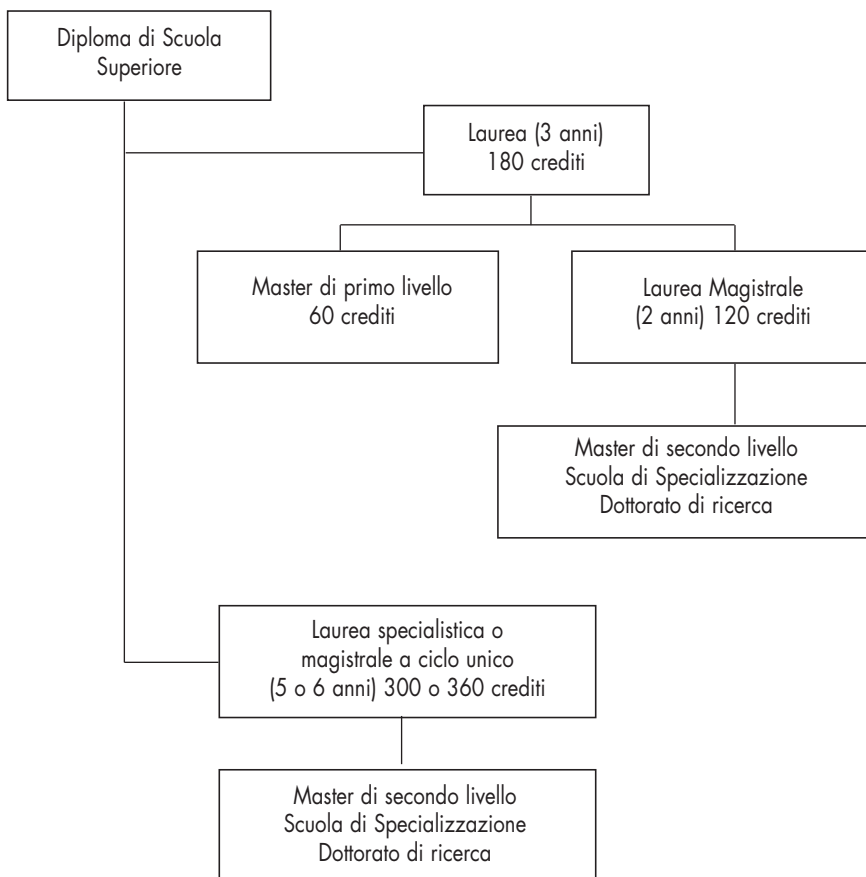 Diploma di Scuola
Superiore
Laurea (3 anni)
180 crediti
Master di primo livello
60 crediti
Laurea Magistrale
(2 anni) 120 crediti
Master di secondo livello
Scuola di Specializzazione
Dottorato di ricerca
Laurea specialistica o
magistrale a ciclo unico
(5 o 6 anni) 300 o 360 crediti
Master di secondo livello
Scuola di Specializzazione
Dottorato di ricerca